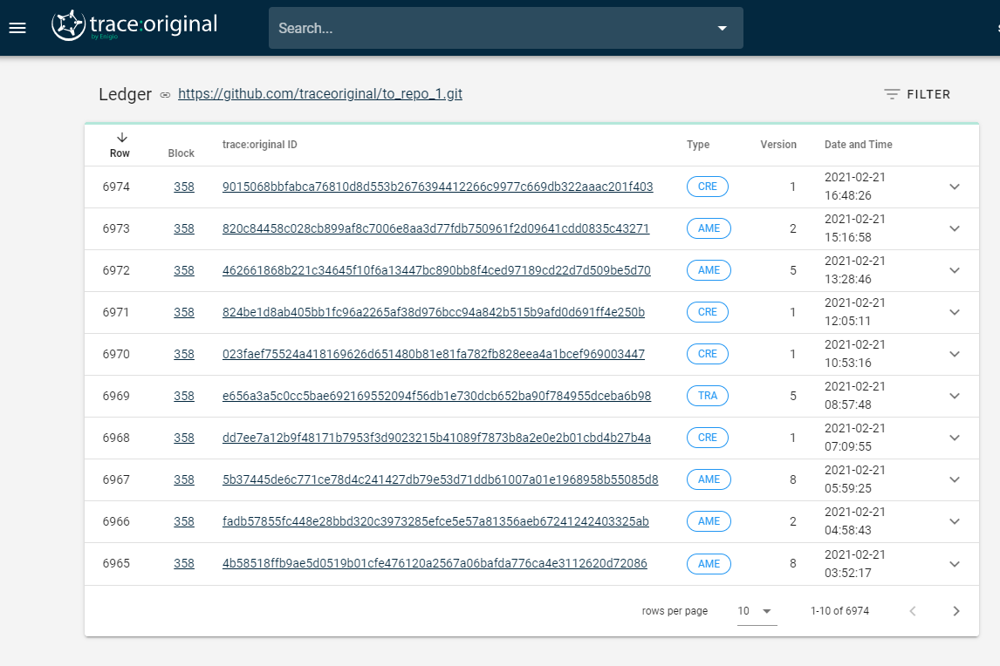 trace:original
by Enigio
Search...
Ledger https://github.com/traceoriginal/to_repo_1.git
FILTER
Row Block trace:original ID Type Version Date and Time
6974 358 9015068bbfabca76810d8d553b2676394412266c9977c669db322aaac201f403 CRE 1 2021-02-21
16:48:26
6973 358 820c84458c028cb899af8c7006e8aa3d77fdb750961f2d09641cdd0835c43271 AME 2 2021-02-21
15:16:58
6972 358 462661868b221c34645f10f6a13447bc890bb8f4ced97189cd22d7d509be5d70 AME 5 2021-02-21
13:28:46
6971 358 824be1d8ab405bb1fc96a2265af38d976bcc94a842b515b9afd0d691ff4e250b CRE 1 2021-02-21
12:05:11
6970 358 023faef75524a418169626d651480b81e81fa782fb828eea4a1bcef969003447 CRE 1 2021-02-21
10:53:16
6969 358 e656a3a5c0cc5bae692169552094f56db1e730dcb652ba90f784955dceba6b98 TRA 5 2021-02-21
08:57:48
6968 358 dd7ee7a12b9f48171b7953f3d9023215b41089f7873b8a2e0e2b01cbd4b27b4a CRE 1 2021-02-21
07:09:55
6967 358 5b37445de6c771ce78d4c241427db79e53d71ddb61007a01e1968958b55085d8 AME 8 2021-02-21
05:59:25
6966 358 fadb57855fc448e28bbd320c3973285efce5e57a81356aeb67241242403325ab AME 2 2021-02-21
04:58:43
6965 358 4b58518ffb9ae5d0519b01cfe476120a2567a06bafda776ca4e3112620d72086 AME 8 2021-02-21
03:52:17
rows per page 10 1-10 of 6974